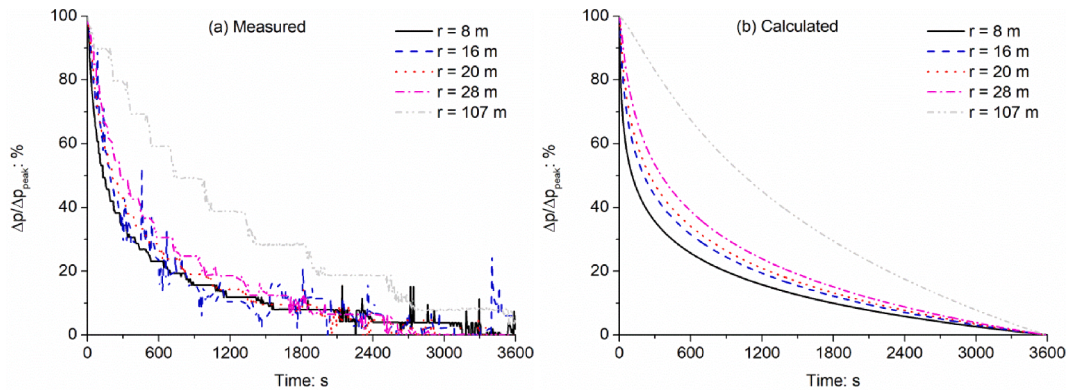 (a) Measured
r = 8 m
r = 16 m
r = 20 m
r = 28 m
r = 107 m
Δp/Δp_peak: %
100
80
60
40
20
0
0 600 1200 1800 2400 3000 3600
Time: s
(b) Calculated
r = 8 m
r = 16 m
r = 20 m
r = 28 m
r = 107 m
Δp/Δp_peak: %
100
80
60
40
20
0
0 600 1200 1800 2400 3000 3600
Time: s